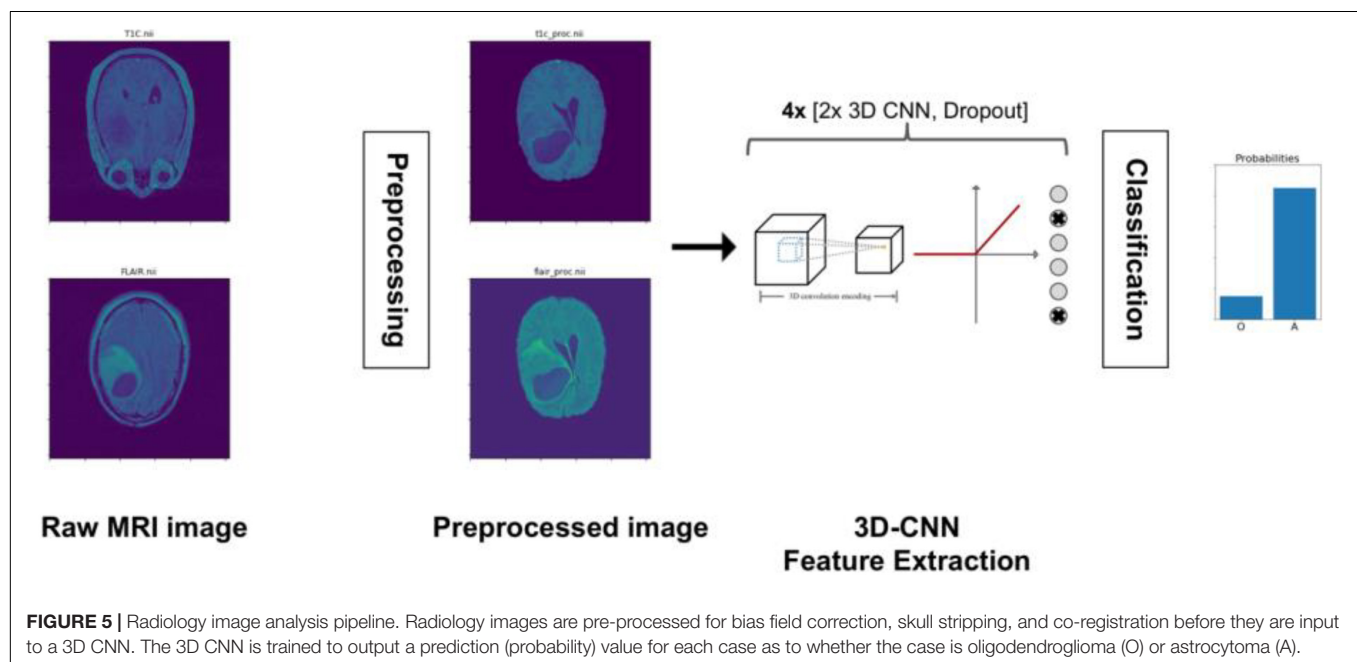 T1C.nii
t1c_proc.nii
4x [2x 3D CNN, Dropout]
Preprocessing
Classification
Probabilities
3D convolution encoding
O A
FLAIR.nii
flair_proc.nii
Raw MRI image
Preprocessed image
3D-CNN
Feature Extraction
FIGURE 5 | Radiology image analysis pipeline. Radiology images are pre-processed for bias field correction, skull stripping, and co-registration before they are input
to a 3D CNN. The 3D CNN is trained to output a prediction (probability) value for each case as to whether the case is oligodendroglioma (O) or astrocytoma (A).